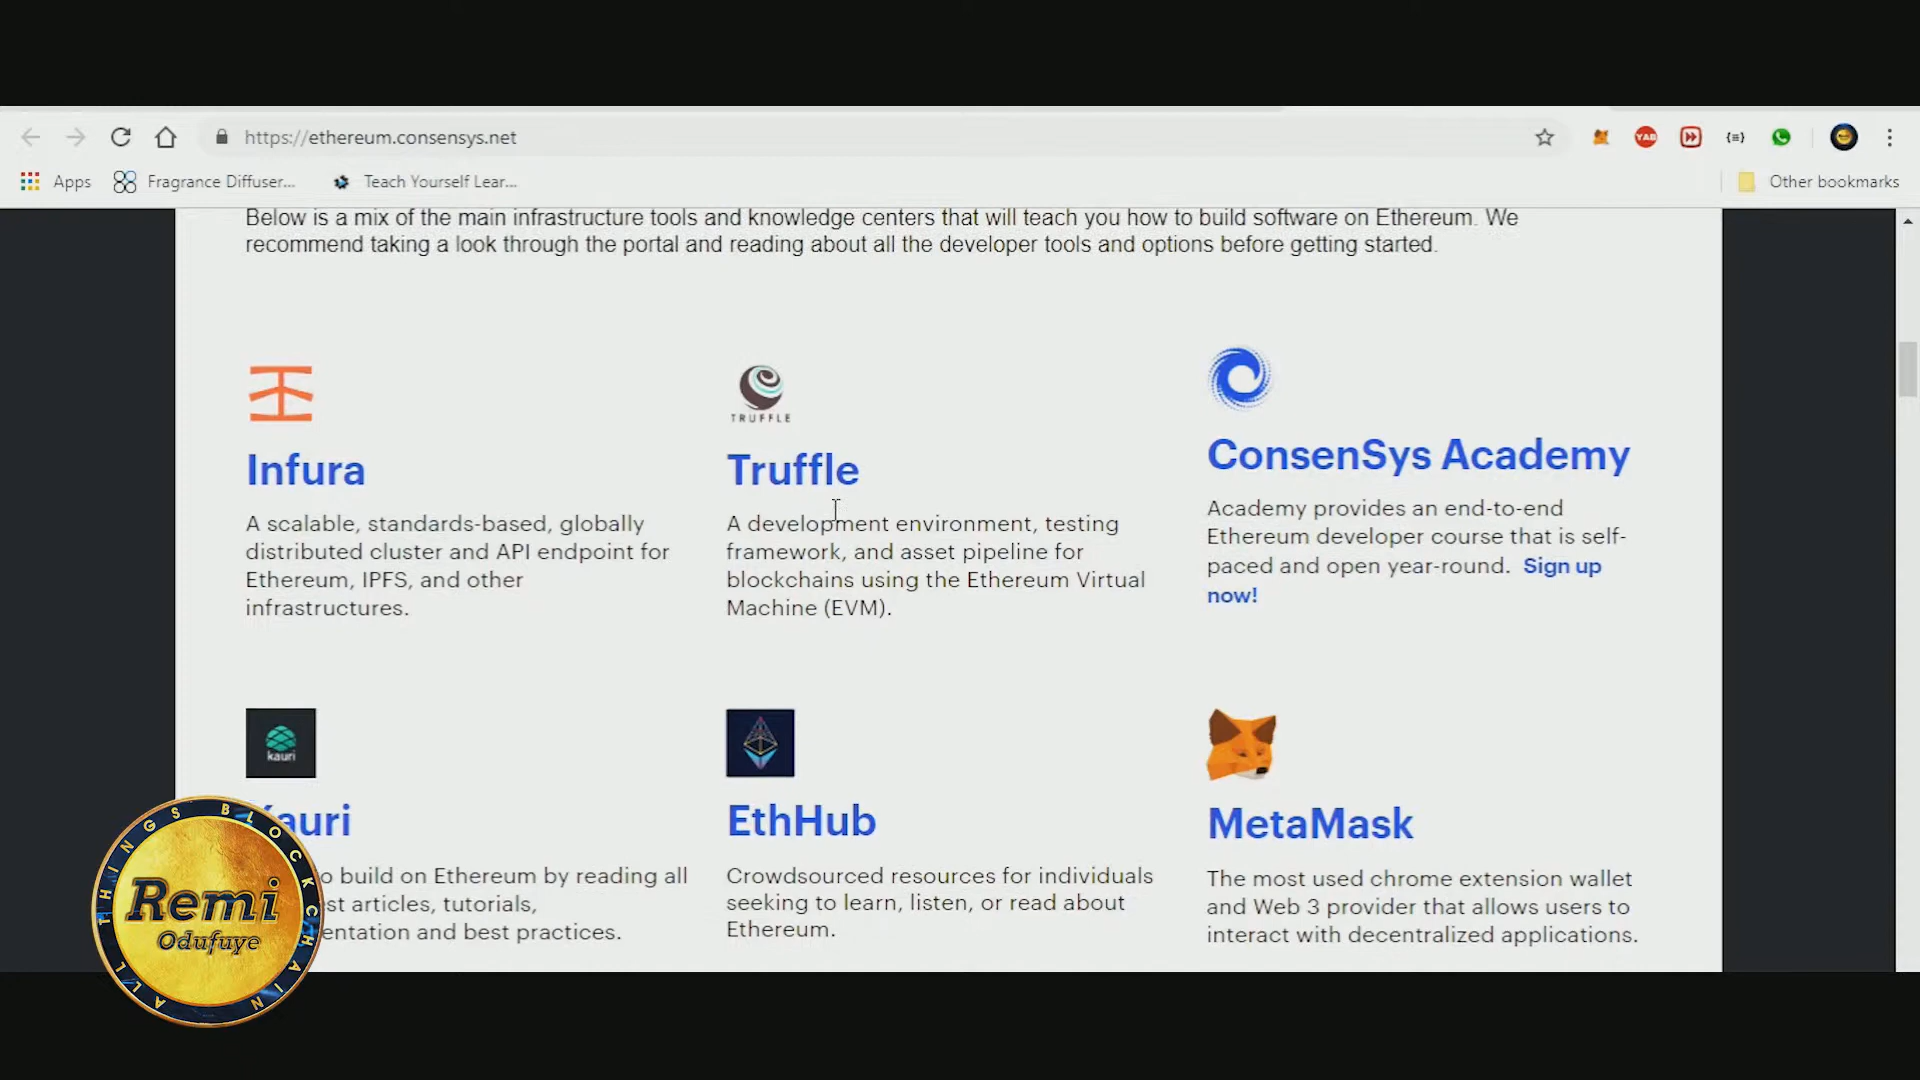 https://ethereum.consensys.net
Apps
Fragrance Diffuser...
Teach Yourself Lear...
Other bookmarks
Below is a mix of the main infrastructure tools and knowledge centers that will teach you how to build software on Ethereum. We
recommend taking a look through the portal and reading about all the developer tools and options before getting started.
TRUFFLE
Infura
A scalable, standards-based, globally
distributed cluster and API endpoint for
Ethereum, IPFS, and other
infrastructures.
Truffle
A development environment, testing
framework, and asset pipeline for
blockchains using the Ethereum Virtual
Machine (EVM).
ConsenSys Academy
Academy provides an end-to-end
Ethereum developer course that is self-
paced and open year-round. Sign up
now!
kauri
auri
o build on Ethereum by reading all
st articles, tutorials,
entation and best practices.
EthHub
Crowdsourced resources for individuals
seeking to learn, listen, or read about
Ethereum.
MetaMask
The most used chrome extension wallet
and Web 3 provider that allows users to
interact with decentralized applications.
ALL THINGS BLOCKCHAIN
Remi
Odufuye